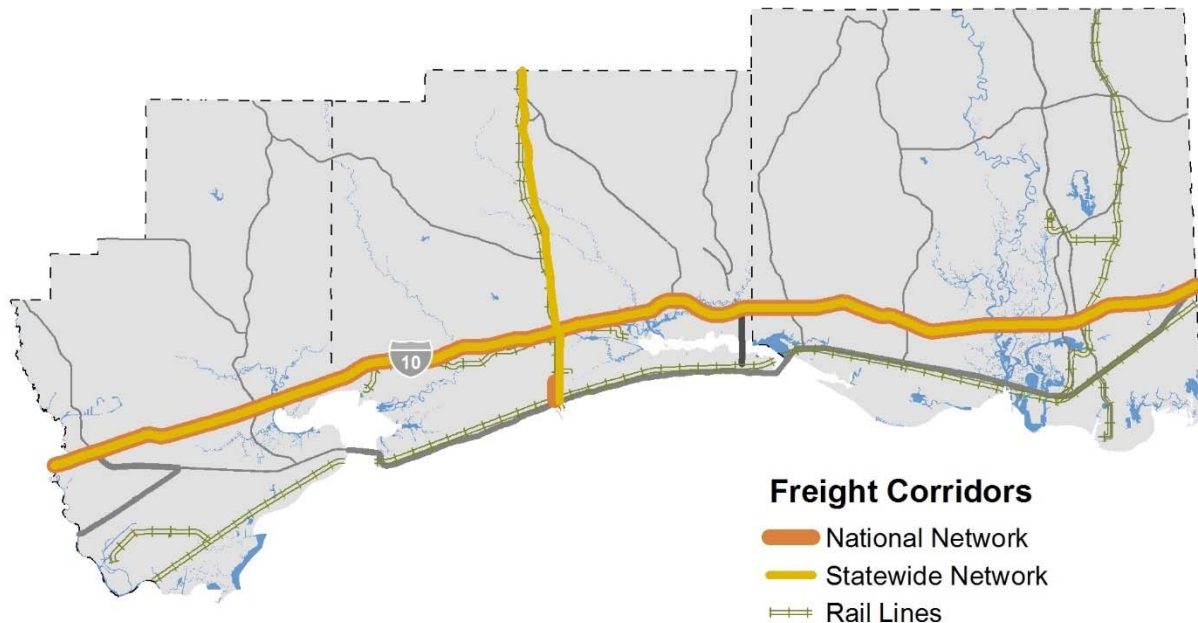 10
Freight Corridors
National Network
Statewide Network
Rail Lines